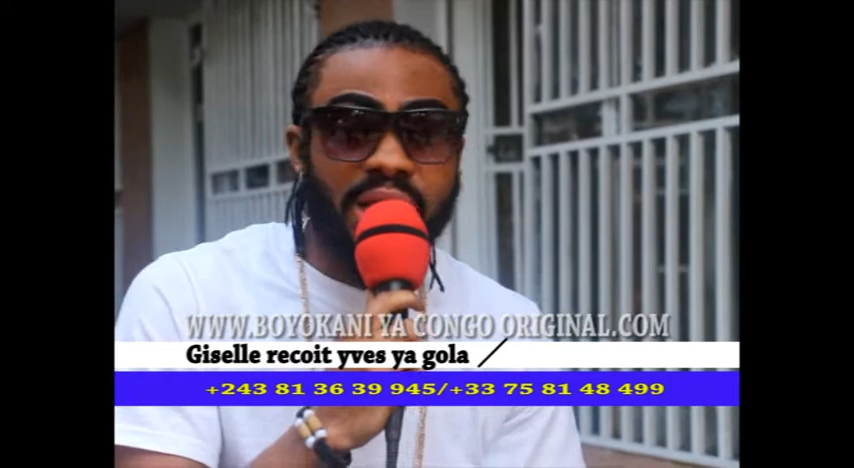 WWW.BOYOKANI YA CONGO ORIGINAL.COM
Giselle recoit yves ya gola /
+243 81 36 39 945/+33 75 81 48 499